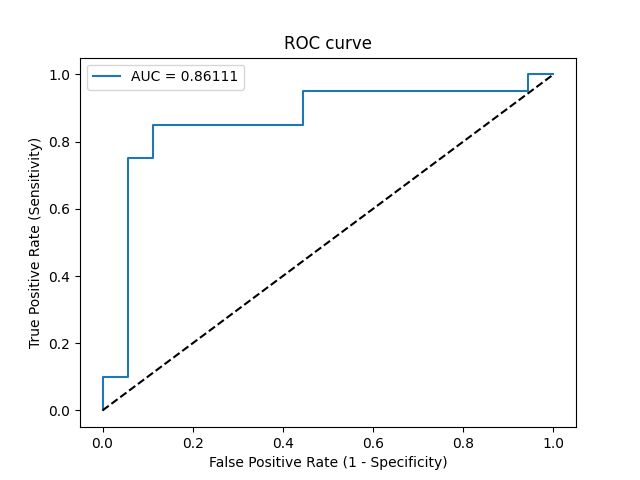 ROC curve
AUC = 0.86111
True Positive Rate (Sensitivity)
1.0
0.8
0.6
0.4
0.2
0.0
0.0 0.2 0.4 0.6 0.8 1.0
False Positive Rate (1 - Specificity)